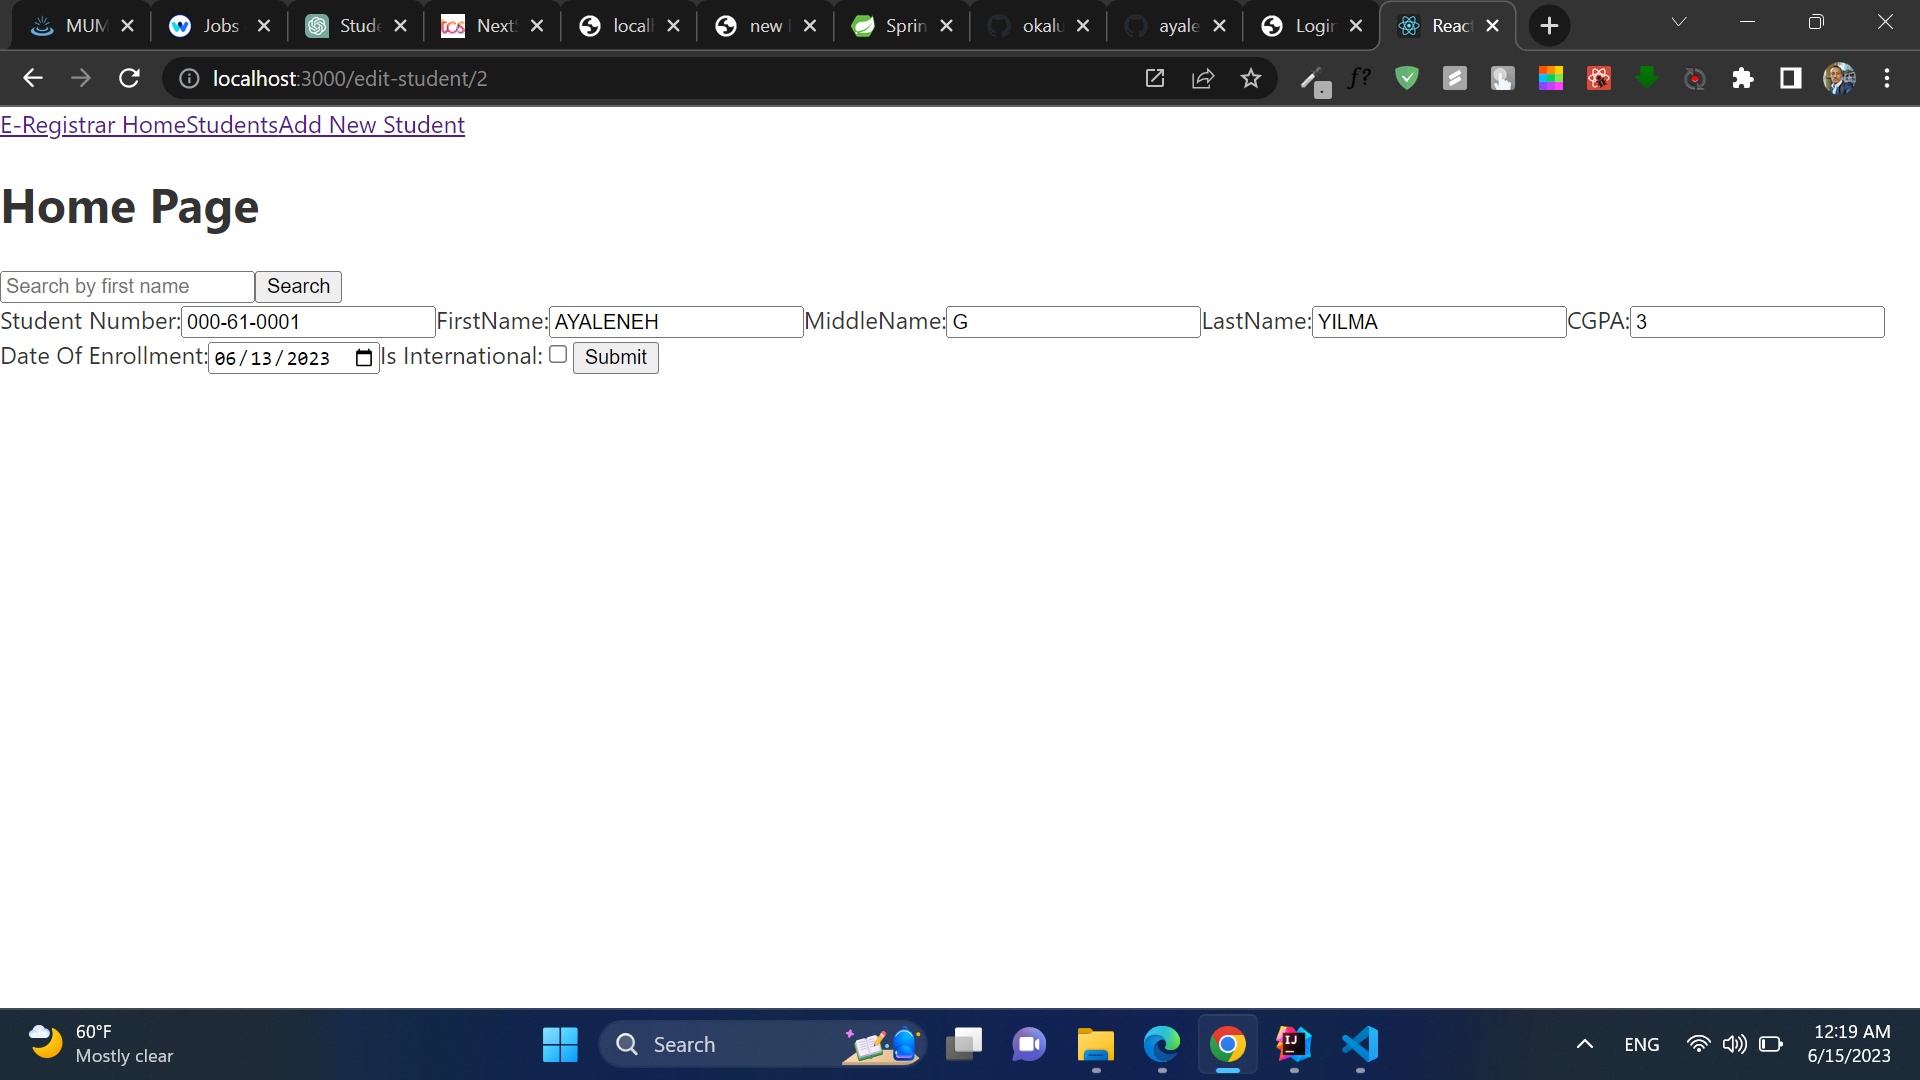 MUM Jobs Stude Next locall new Sprin okalu ayale Login React
localhost:3000/edit-student/2
f?
E-Registrar HomeStudentsAdd New Student
Home Page
Search by first name Search
Student Number: 000-61-0001 FirstName: AYALENEH MiddleName: G LastName: YILMA CGPA: 3
Date Of Enrollment: 06/13/2023 Is International: Submit
60°F
Mostly clear
Search
ENG
12:19 AM
6/15/2023